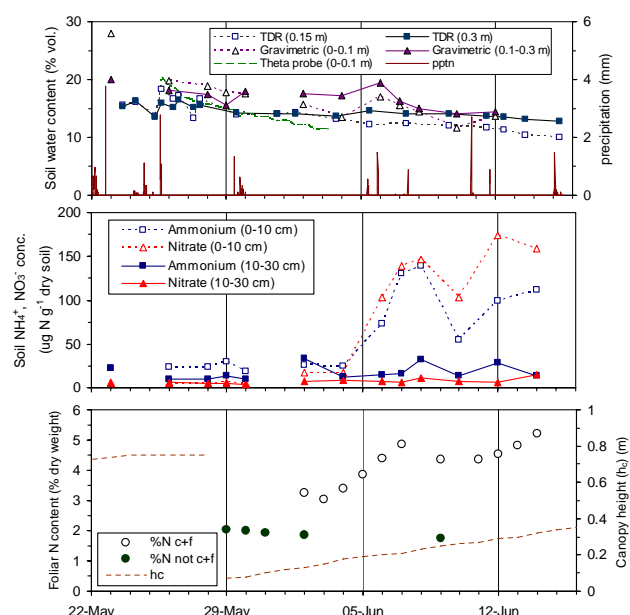 Soil water content (% vol.)
30
20
10
0
TDR (0.15 m)
TDR (0.3 m)
Gravimetric (0-0.1 m)
Gravimetric (0.1-0.3 m)
Theta probe (0-0.1 m)
pptn
6
4
2
0
precipitation (mm)
Soil NH₄⁺, NO₃⁻ conc.
(ug N g⁻¹ dry soil)
200
150
100
50
0
Ammonium (0-10 cm)
Nitrate (0-10 cm)
Ammonium (10-30 cm)
Nitrate (10-30 cm)
Foliar N content (% dry weight)
6
5
4
3
2
1
0
%N c+f
%N not c+f
hc
1
0.8
0.6
0.4
0.2
0
Canopy height (hc) (m)
22-May
29-May
05-Jun
12-Jun